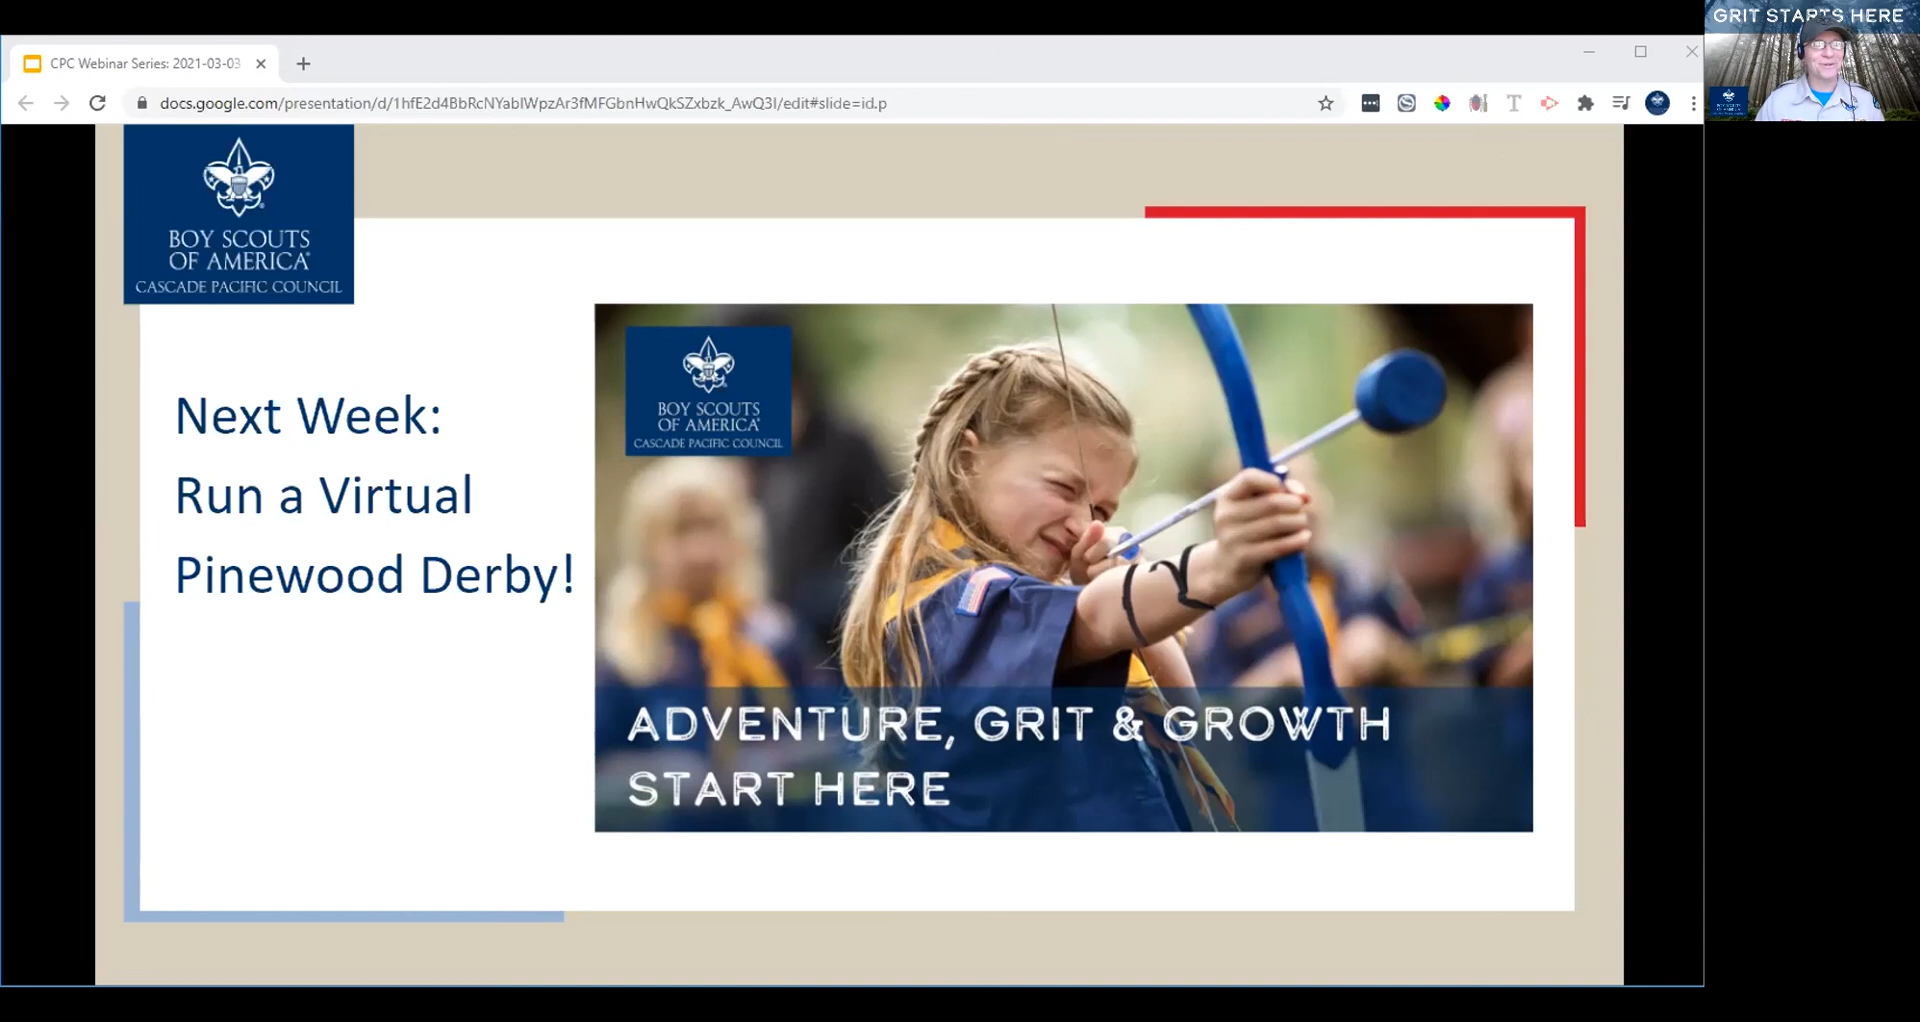 GRIT STARTS HERE
CPC Webinar Series: 2021-03-03
docs.google.com/presentation/d/1hfE2d4BbRcNYablWpzAr3fMFGbnHwQkSZxbzk_AwQ3I/edit#slide=id.p
BOY SCOUTS
OF AMERICA®
CASCADE PACIFIC COUNCIL
Next Week:
Run a Virtual
Pinewood Derby!
BOY SCOUTS
OF AMERICA®
CASCADE PACIFIC COUNCIL
ADVENTURE, GRIT & GROWTH
START HERE